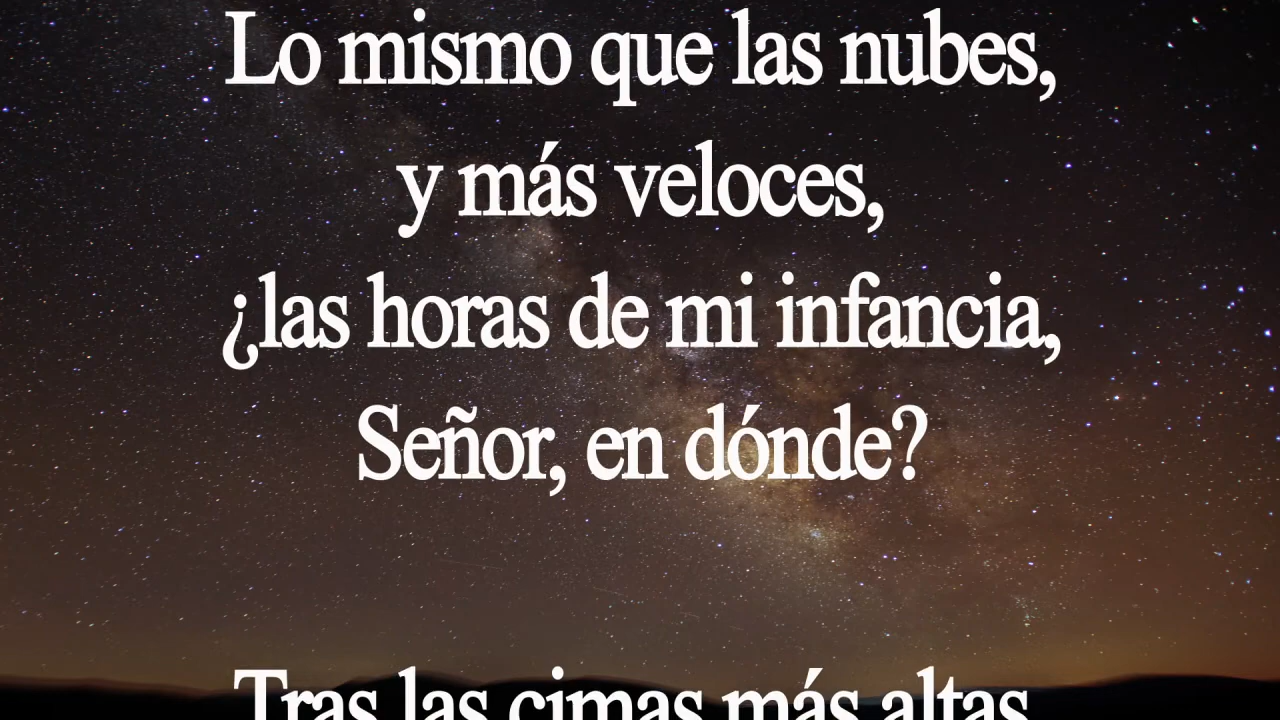 Lo mismo que las nubes,
y más veloces,
¿las horas de mi infancia,
Señor, en dónde?
Tras las cimas más altas